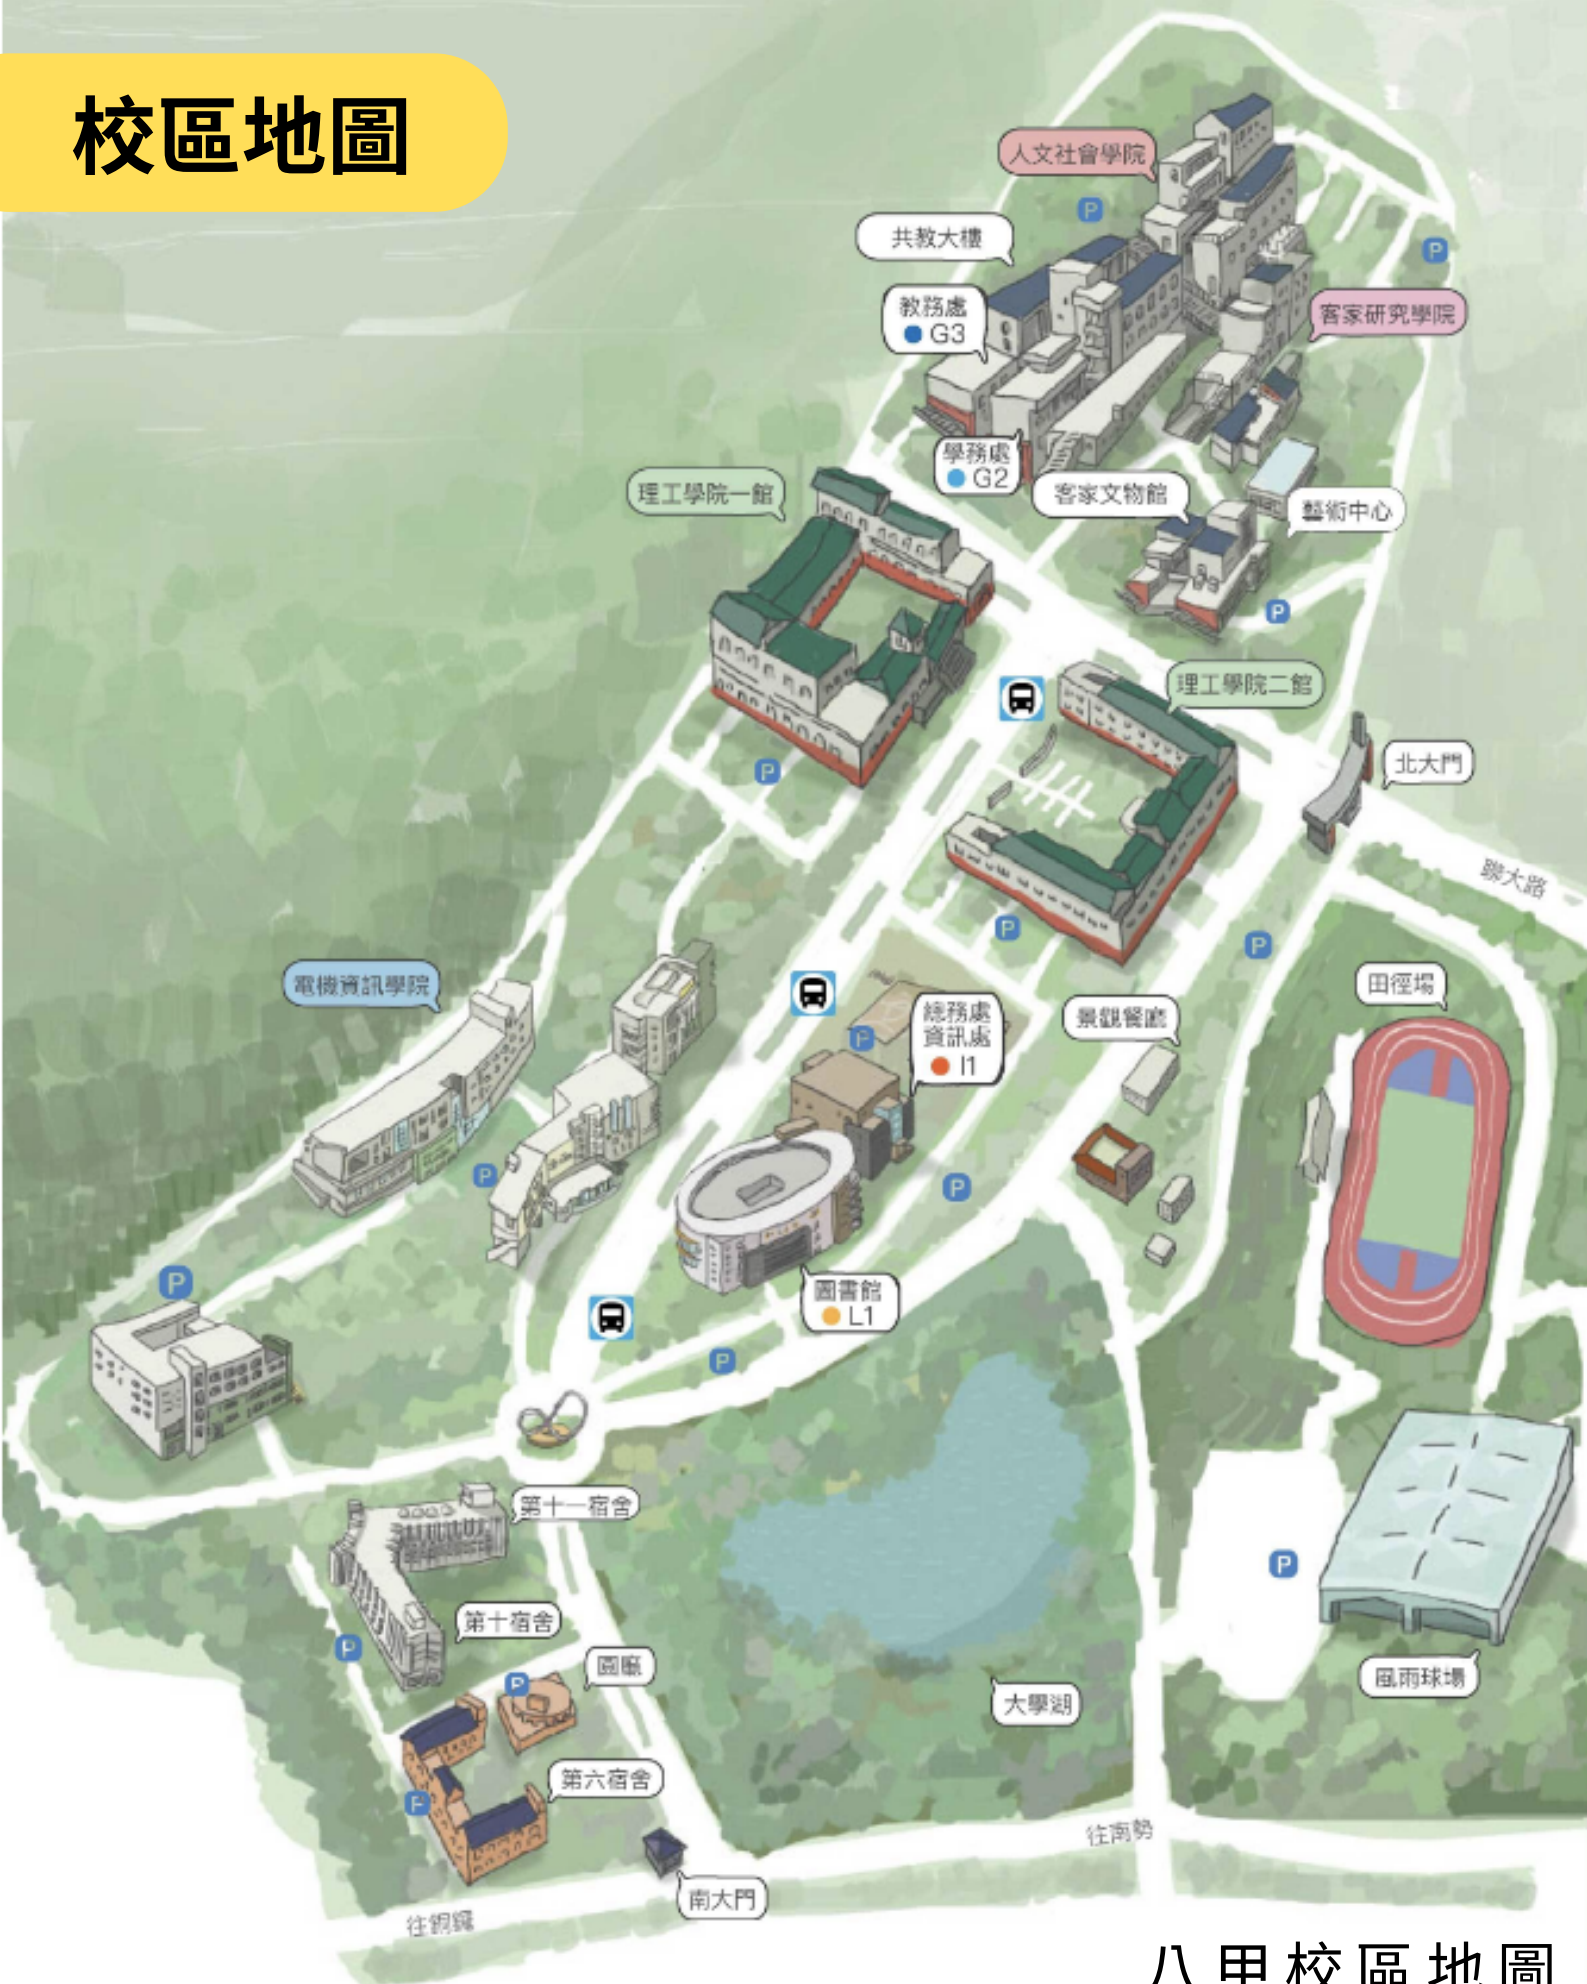 校區地圖
人文社會學院
P
共教大樓
P
教務處
G3
客家研究學院
學務處
G2
理工學院一館
客家文物館
藝術中心
P
理工學院二館
北大門
P
聯大路
P
P
電機資訊學院
田徑場
總務處
資訊處
I1
景觀餐廳
P
P
P
P
圖書館
L1
P
第十一宿舍
P
第十宿舍
P
圓廳
P
風雨球場
大學湖
第六宿舍
P
往南勢
南大門
往銅鑼
八甲校區地圖